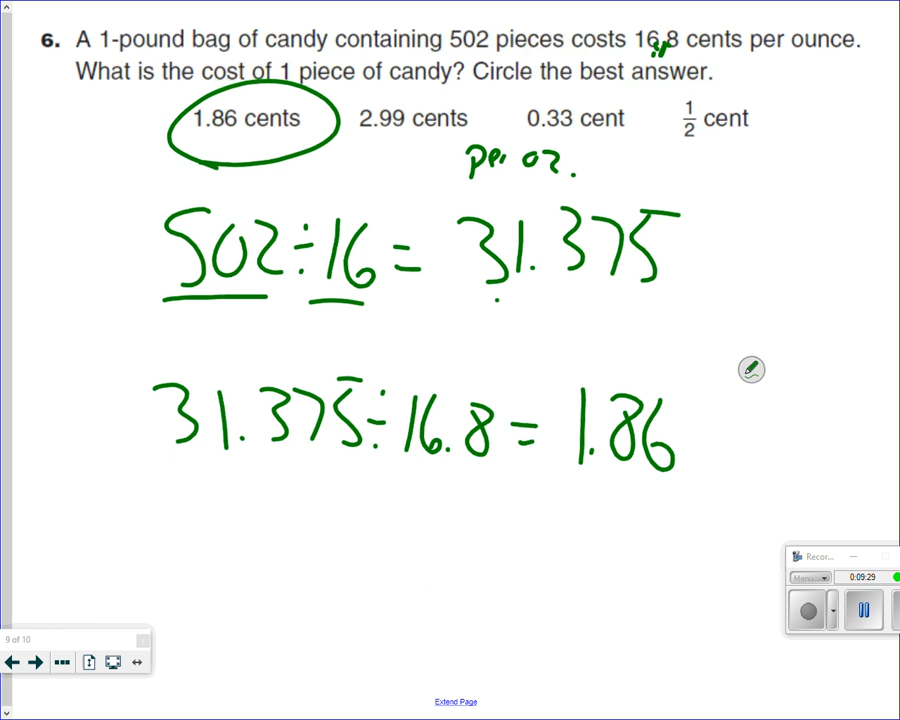 6. A 1-pound bag of candy containing 502 pieces costs 16.8 cents per ounce.
What is the cost of 1 piece of candy? Circle the best answer.
1.86 cents 2.99 cents 0.33 cent 1/2 cent
per oz.
502 ÷ 16 = 31.375
31.375 ÷ 16.8 = 1.86
Recor...
Menu...
0:09:29
9 of 10
Extend Page